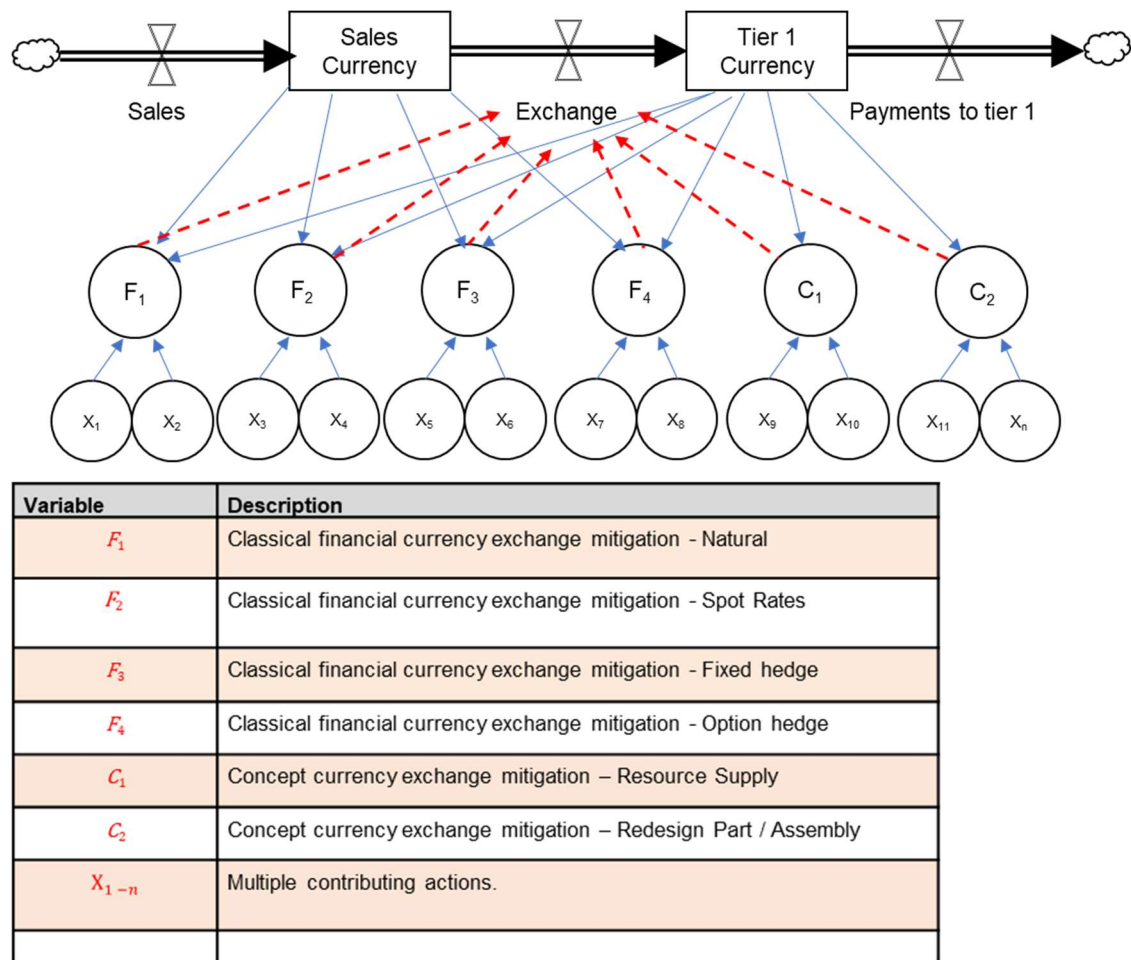 Sales
Currency
Tier 1
Currency
Sales
Exchange
Payments to tier 1
F₁
F₂
F₃
F₄
C₁
C₂
X₁
X₂
X₃
X₄
X₅
X₆
X₇
X₈
X₉
X₁₀
X₁₁
Xₙ
Variable Description
F₁ Classical financial currency exchange mitigation - Natural
F₂ Classical financial currency exchange mitigation - Spot Rates
F₃ Classical financial currency exchange mitigation - Fixed hedge
F₄ Classical financial currency exchange mitigation - Option hedge
C₁ Concept currency exchange mitigation – Resource Supply
C₂ Concept currency exchange mitigation – Redesign Part / Assembly
X₁₋ₙ Multiple contributing actions.